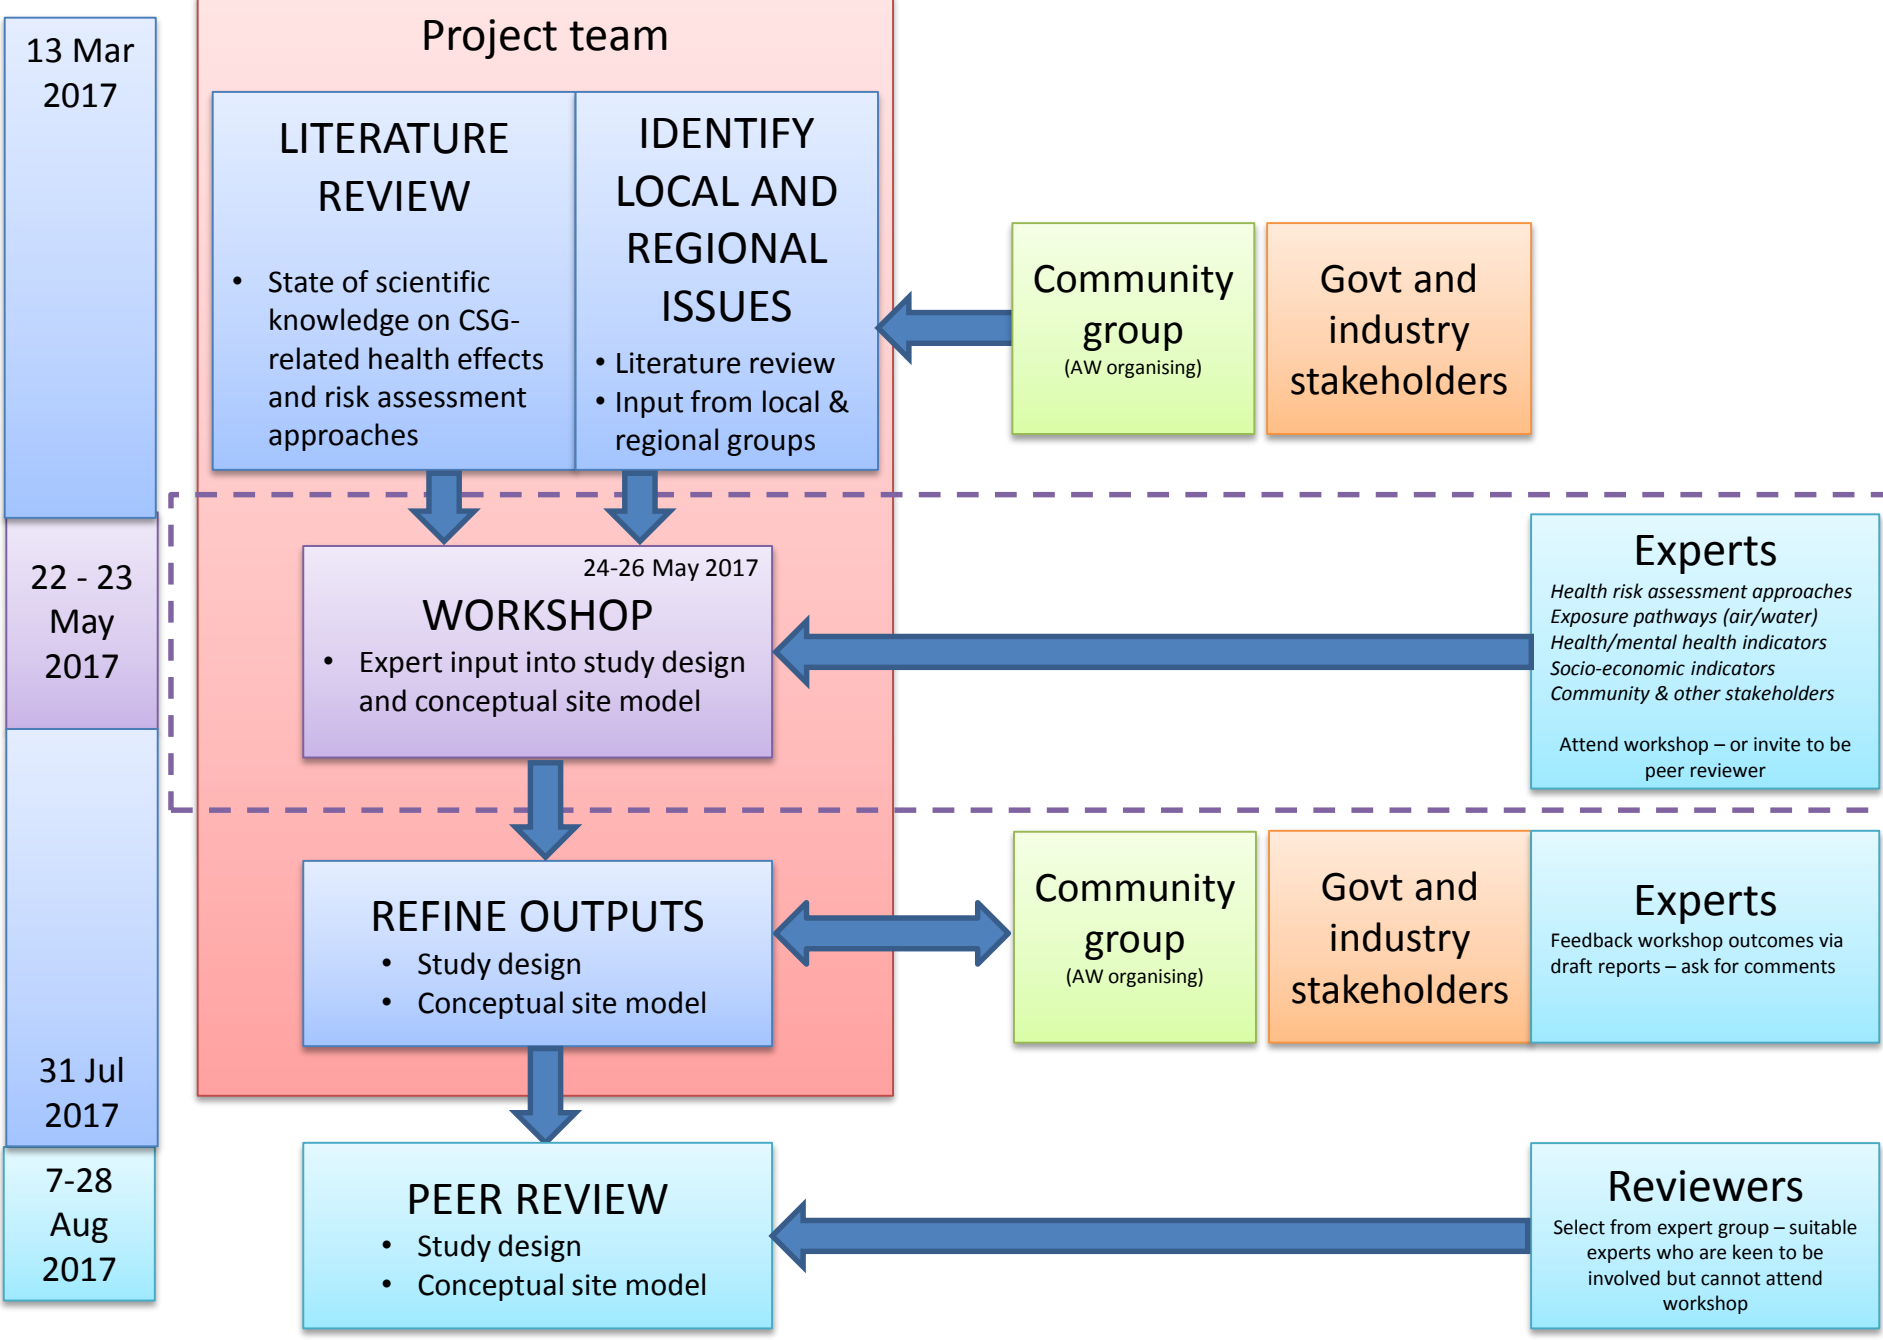 13 Mar
2017
Project team
LITERATURE
REVIEW
• State of scientific
knowledge on CSG-
related health effects
and risk assessment
approaches
IDENTIFY
LOCAL AND
REGIONAL
ISSUES
• Literature review
• Input from local &
regional groups
Community
group
(AW organising)
Govt and
industry
stakeholders
22 - 23
May
2017
24-26 May 2017
WORKSHOP
• Expert input into study design
and conceptual site model
Experts
Health risk assessment approaches
Exposure pathways (air/water)
Health/mental health indicators
Socio-economic indicators
Community & other stakeholders
Attend workshop – or invite to be
peer reviewer
31 Jul
2017
REFINE OUTPUTS
• Study design
• Conceptual site model
Community
group
(AW organising)
Govt and
industry
stakeholders
Experts
Feedback workshop outcomes via
draft reports – ask for comments
7-28
Aug
2017
PEER REVIEW
• Study design
• Conceptual site model
Reviewers
Select from expert group – suitable
experts who are keen to be
involved but cannot attend
workshop